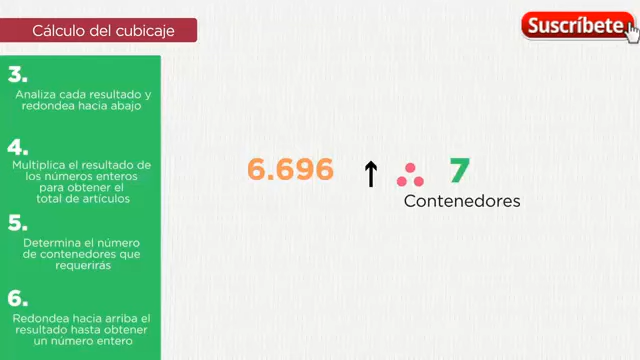 Cálculo del cubicaje
Suscríbete
3.
Analiza cada resultado y
redondea hacia abajo
4.
Multiplica el resultado de
los números enteros
para obtener el
total de artículos
5.
Determina el número
de contenedores que
requerirás
6.
Redondea hacia arriba el
resultado hasta obtener
un número entero
6.696 ↑ ∴ 7
Contenedores